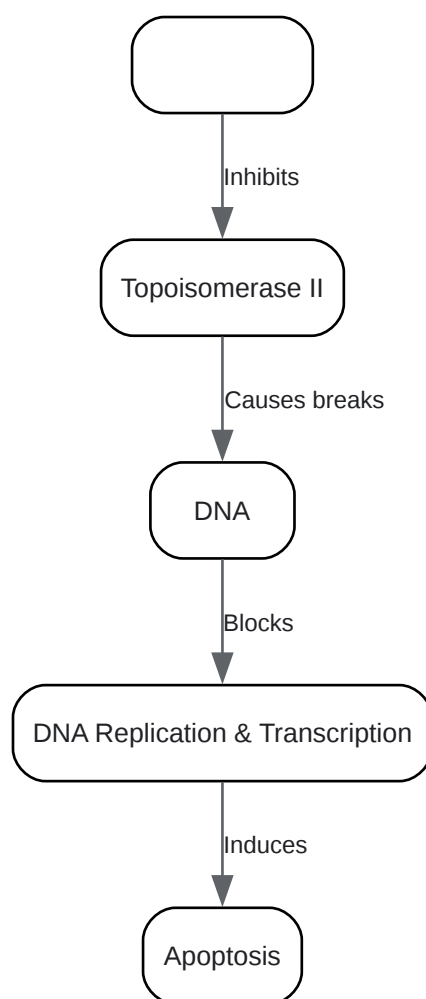 Inhibits
Topoisomerase II
Causes breaks
DNA
Blocks
DNA Replication & Transcription
Induces
Apoptosis